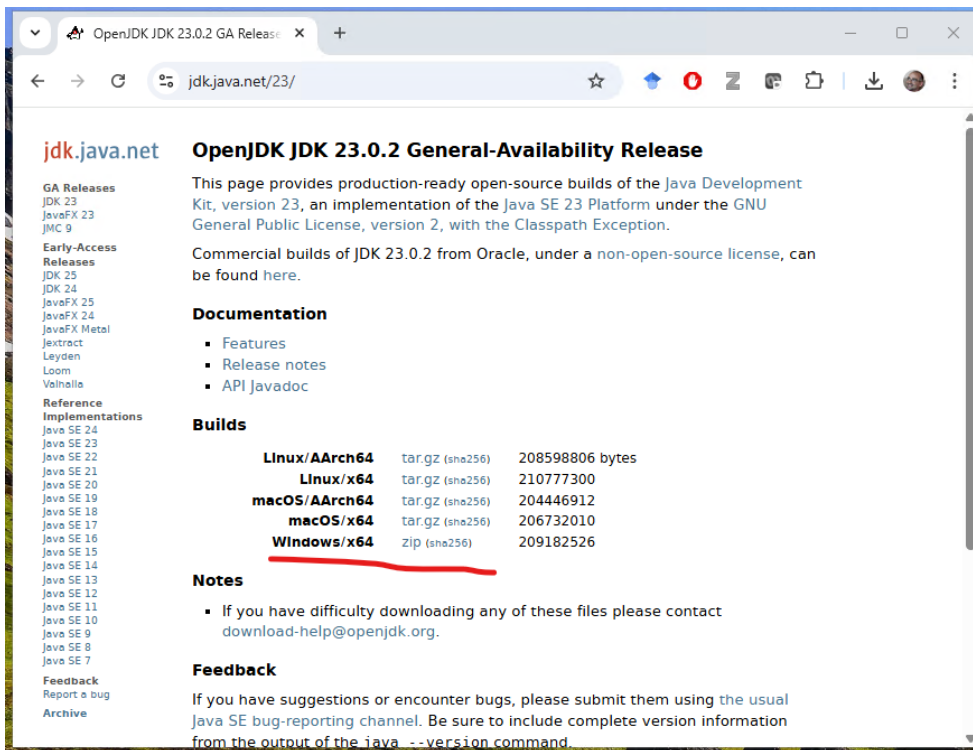 OpenJDK JDK 23.0.2 GA Release
jdk.java.net/23/
jdk.java.net
GA Releases
JDK 23
JavaFX 23
JMC 9
Early-Access
Releases
JDK 25
JDK 24
JavaFX 25
JavaFX 24
JavaFX Metal
Jextract
Leyden
Loom
Valhalla
Reference
Implementations
Java SE 24
Java SE 23
Java SE 22
Java SE 21
Java SE 20
Java SE 19
Java SE 18
Java SE 17
Java SE 16
Java SE 15
Java SE 14
Java SE 13
Java SE 12
Java SE 11
Java SE 10
Java SE 9
Java SE 8
Java SE 7
Feedback
Report a bug
Archive
OpenJDK JDK 23.0.2 General-Availability Release
This page provides production-ready open-source builds of the Java Development
Kit, version 23, an implementation of the Java SE 23 Platform under the GNU
General Public License, version 2, with the Classpath Exception.
Commercial builds of JDK 23.0.2 from Oracle, under a non-open-source license, can
be found here.
Documentation
Features
Release notes
API Javadoc
Builds
Linux/AArch64 tar.gz (sha256) 208598806 bytes
Linux/x64 tar.gz (sha256) 210777300
macOS/AArch64 tar.gz (sha256) 204446912
macOS/x64 tar.gz (sha256) 206732010
Windows/x64 zip (sha256) 209182526
Notes
If you have difficulty downloading any of these files please contact
download-help@openjdk.org.
Feedback
If you have suggestions or encounter bugs, please submit them using the usual
Java SE bug-reporting channel. Be sure to include complete version information
from the output of the java --version command.